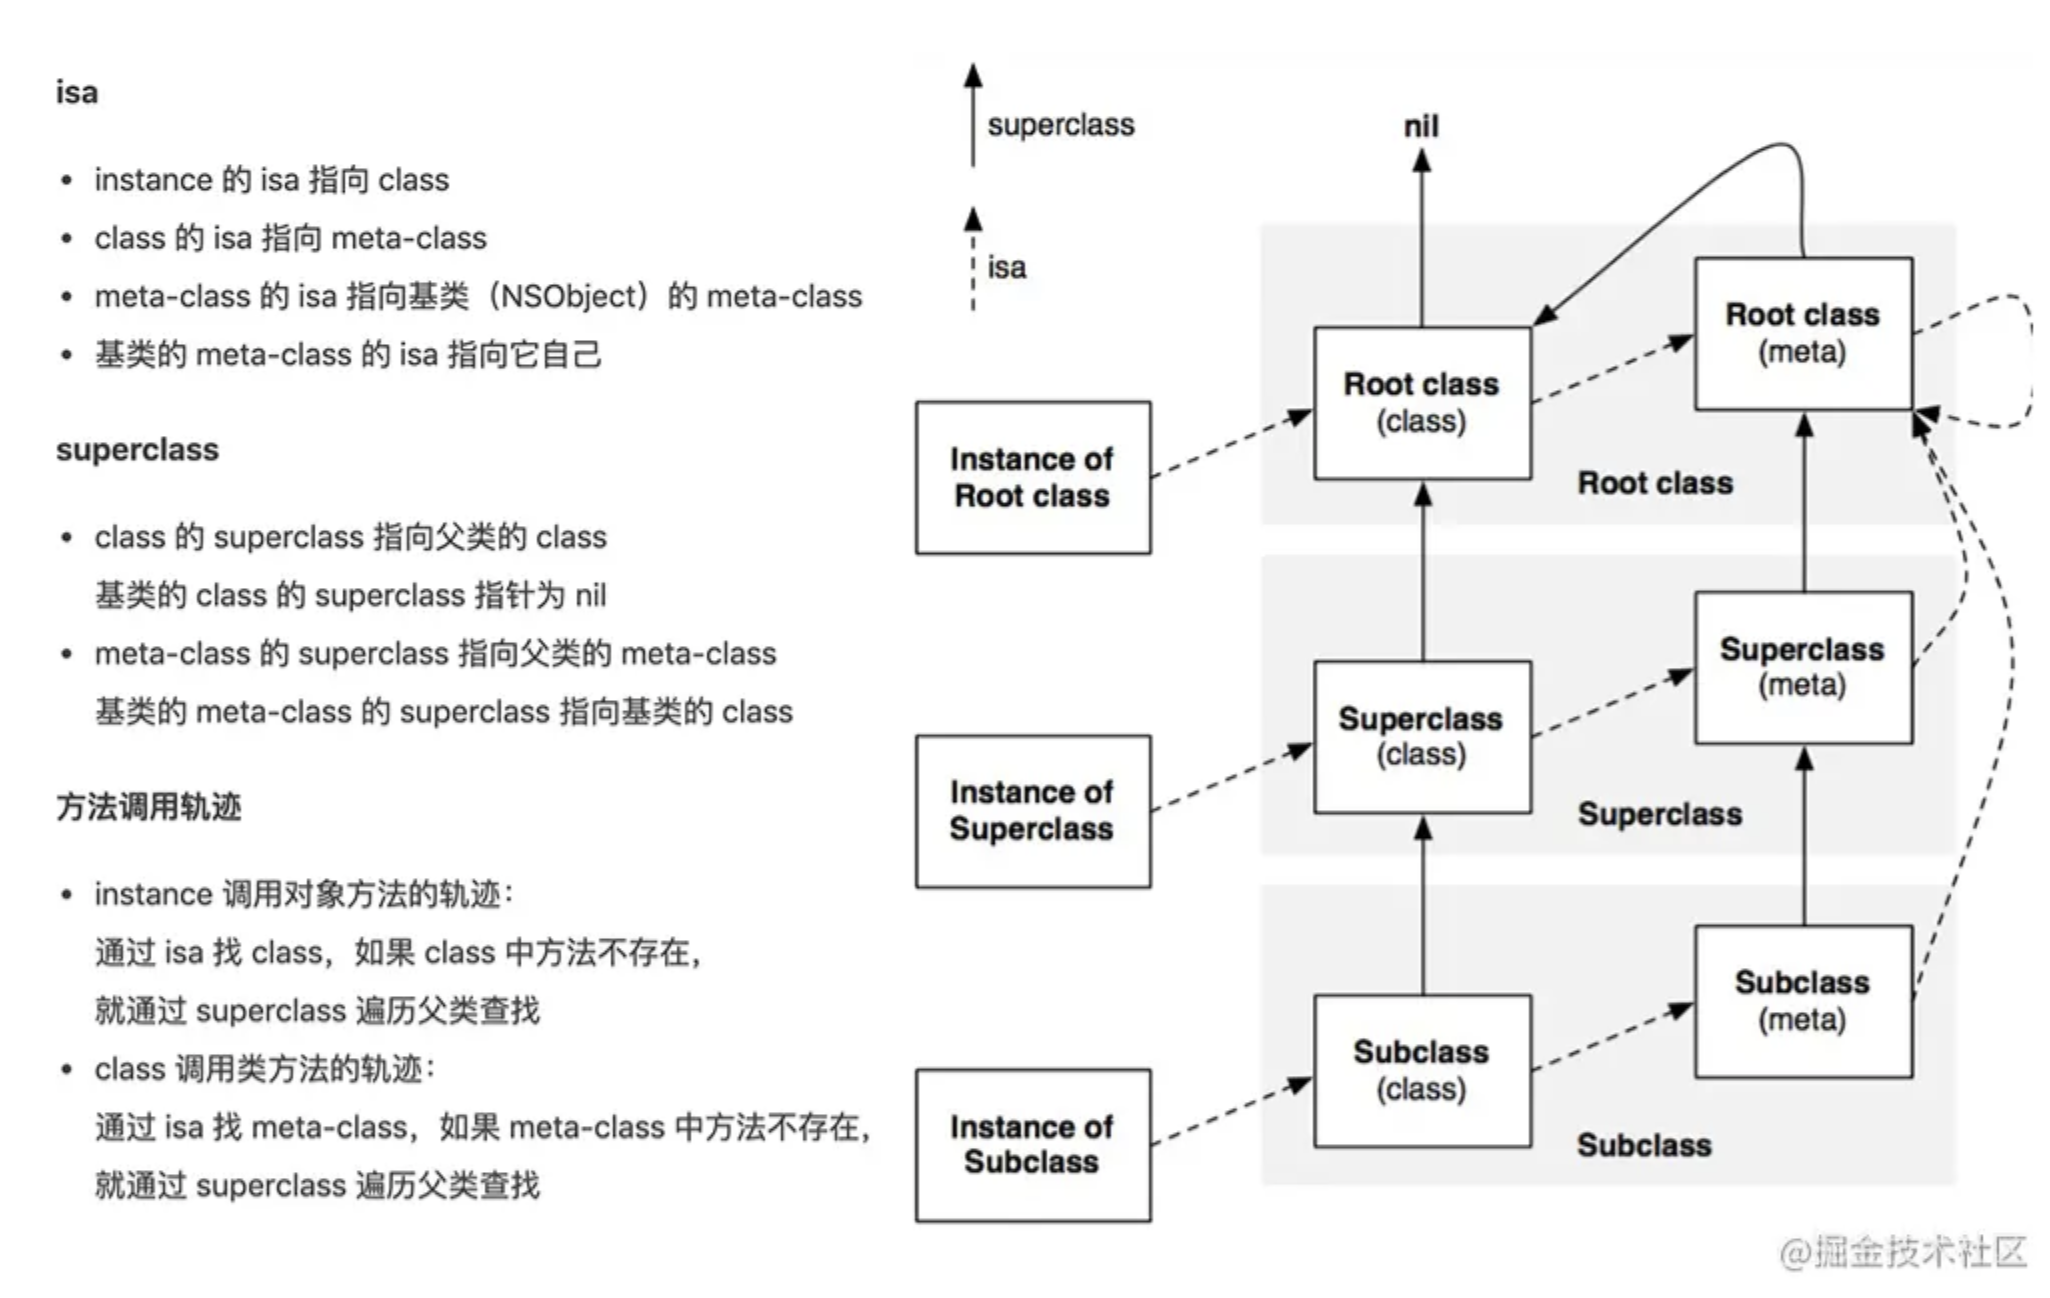 isa
• instance 的 isa 指向 class
• class 的 isa 指向 meta-class
• meta-class 的 isa 指向基类（NSObject）的 meta-class
• 基类的 meta-class 的 isa 指向它自己
superclass
• class 的 superclass 指向父类的 class
基类的 class 的 superclass 指针为 nil
• meta-class 的 superclass 指向父类的 meta-class
基类的 meta-class 的 superclass 指向基类的 class
方法调用轨迹
• instance 调用对象方法的轨迹：
通过 isa 找 class，如果 class 中方法不存在，
就通过 superclass 遍历父类查找
• class 调用类方法的轨迹：
通过 isa 找 meta-class，如果 meta-class 中方法不存在，
就通过 superclass 遍历父类查找
superclass
isa
nil
Instance of
Root class
Root class
(class)
Root class
(meta)
Root class
Instance of
Superclass
Superclass
(class)
Superclass
(meta)
Superclass
Instance of
Subclass
Subclass
(class)
Subclass
(meta)
Subclass
@掘金技术社区